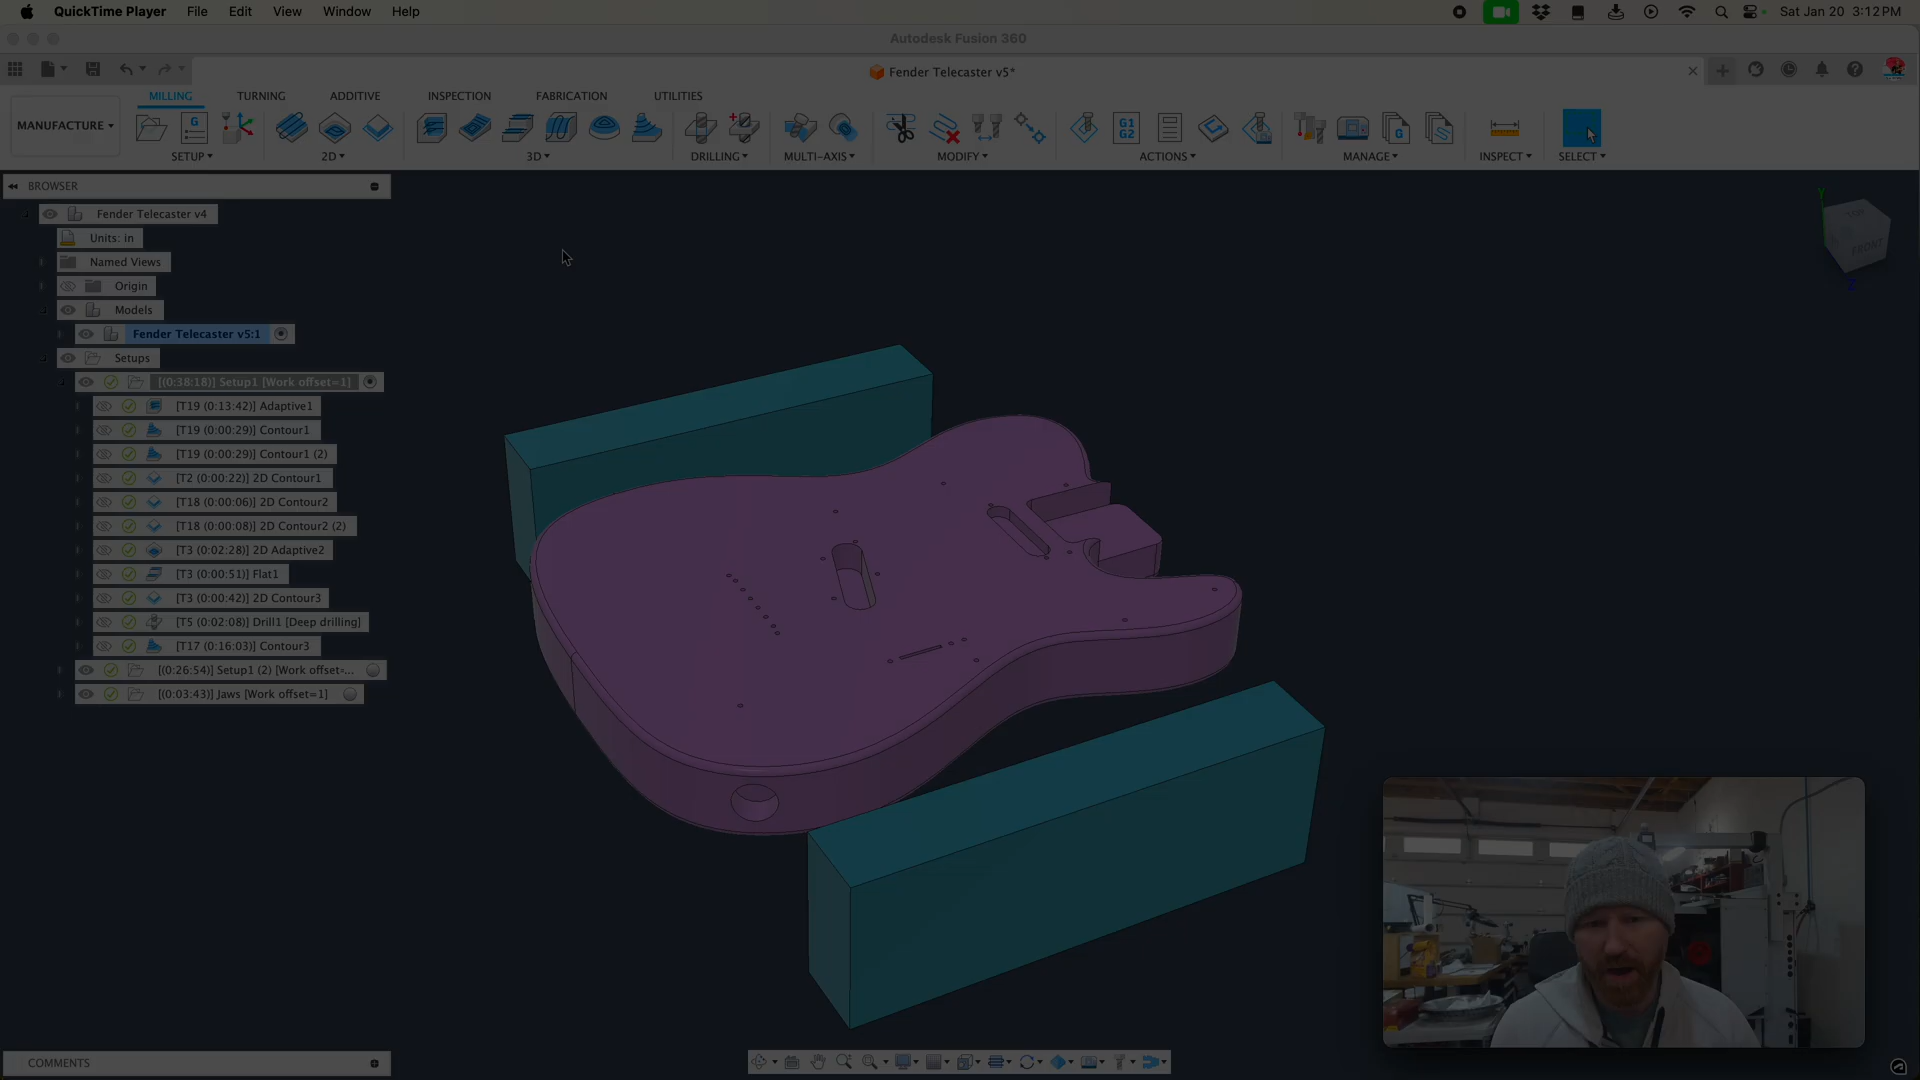 QuickTime Player File Edit View Window Help Sat Jan 20 3:12 PM
Autodesk Fusion 360
Fender Telecaster v5*
MILLING TURNING ADDITIVE INSPECTION FABRICATION UTILITIES
MANUFACTURE
G G1 G2 G
SETUP 2D 3D DRILLING MULTI-AXIS MODIFY ACTIONS MANAGE INSPECT SELECT
BROWSER
Fender Telecaster v4
Units: in
Named Views
Origin
Models
Fender Telecaster v5:1
Setups
[(0:38:18)] Setup1 [Work offset=1]
[T19 (0:13:42)] Adaptive1
[T19 (0:00:29)] Contour1
[T19 (0:00:29)] Contour1 (2)
[T2 (0:00:22)] 2D Contour1
[T18 (0:00:06)] 2D Contour2
[T18 (0:00:08)] 2D Contour2 (2)
[T3 (0:02:28)] 2D Adaptive2
[T3 (0:00:51)] Flat1
[T3 (0:00:42)] 2D Contour3
[T5 (0:02:08)] Drill1 [Deep drilling]
[T17 (0:16:03)] Contour3
[(0:26:54)] Setup1 (2) [Work offset=...
[(0:03:43)] Jaws [Work offset=1]
Y
TOP
FRONT
Z
COMMENTS